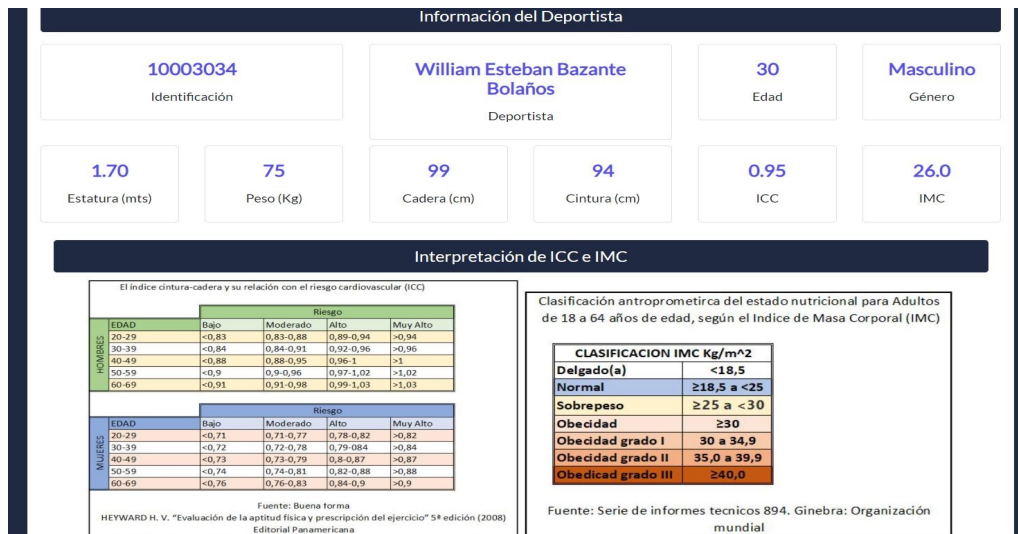 Información del Deportista
10003034
Identificación
William Esteban Bazante
Bolaños
Deportista
30
Edad
Masculino
Género
1.70
Estatura (mts)
75
Peso (Kg)
99
Cadera (cm)
94
Cintura (cm)
0.95
ICC
26.0
IMC
Interpretación de ICC e IMC
El índice cintura-cadera y su relación con el riesgo cardiovascular (ICC)
Riesgo
HOMBRES
EDAD Bajo Moderado Alto Muy Alto
20-29 <0,83 0,83-0,88 0,89-0,94 >0,94
30-39 <0,84 0,84-0,91 0,92-0,96 >0,96
40-49 <0,88 0,88-0,95 0,96-1 >1
50-59 <0,9 0,9-0,96 0,97-1,02 >1,02
60-69 <0,91 0,91-0,98 0,99-1,03 >1,03
Riesgo
MUJERES
EDAD Bajo Moderado Alto Muy Alto
20-29 <0,71 0,71-0,77 0,78-0,82 >0,82
30-39 <0,72 0,72-0,78 0,79-084 >0,84
40-49 <0,73 0,73-0,79 0,8-0,87 >0,87
50-59 <0,74 0,74-0,81 0,82-0,88 >0,88
60-69 <0,76 0,76-0,83 0,84-0,9 >0,9
Fuente: Buena forma
HEYWARD H. V. "Evaluación de la aptitud física y prescripción del ejercicio" 5ª edición (2008)
Editorial Panamericana
Clasificación antroprometirca del estado nutricional para Adultos
de 18 a 64 años de edad, según el Indice de Masa Corporal (IMC)
CLASIFICACION IMC Kg/m^2
Delgado(a) <18,5
Normal ≥18,5 a <25
Sobrepeso ≥25 a <30
Obecidad ≥30
Obecidad grado I 30 a 34,9
Obecidad grado II 35,0 a 39,9
Obedicad grado III ≥40,0
Fuente: Serie de informes tecnicos 894. Ginebra: Organización
mundial